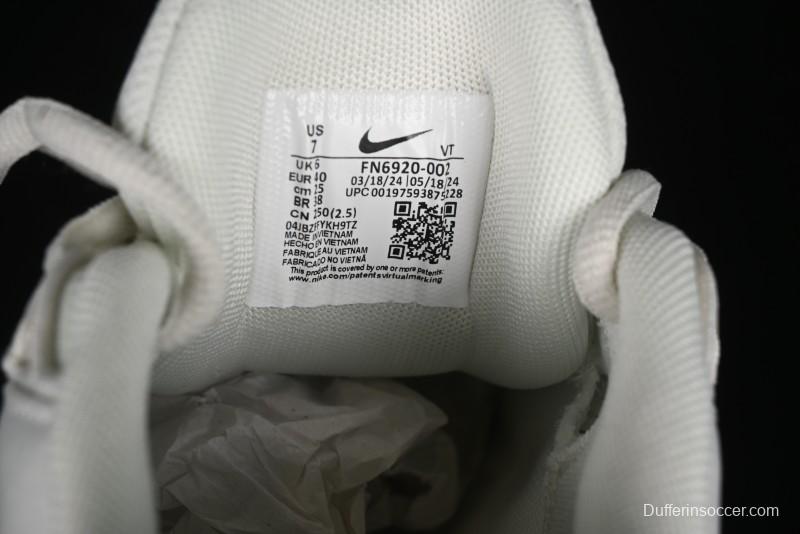 US
7
VT
UK 6
FN6920-002
EUR 40
03/18/24 05/18/24
cm 25
UPC 00197593875228
BR 38
CN 250(2.5)
MADE IN VIETNAM
HECHO EN VIETNAM
FABRIQUE AU VIETNAM
FABRICADO NO VIETNÃ
This product is covered by one or more patents:
www.nike.com/patentsvirtualmarking
Dufferinsoccer.com